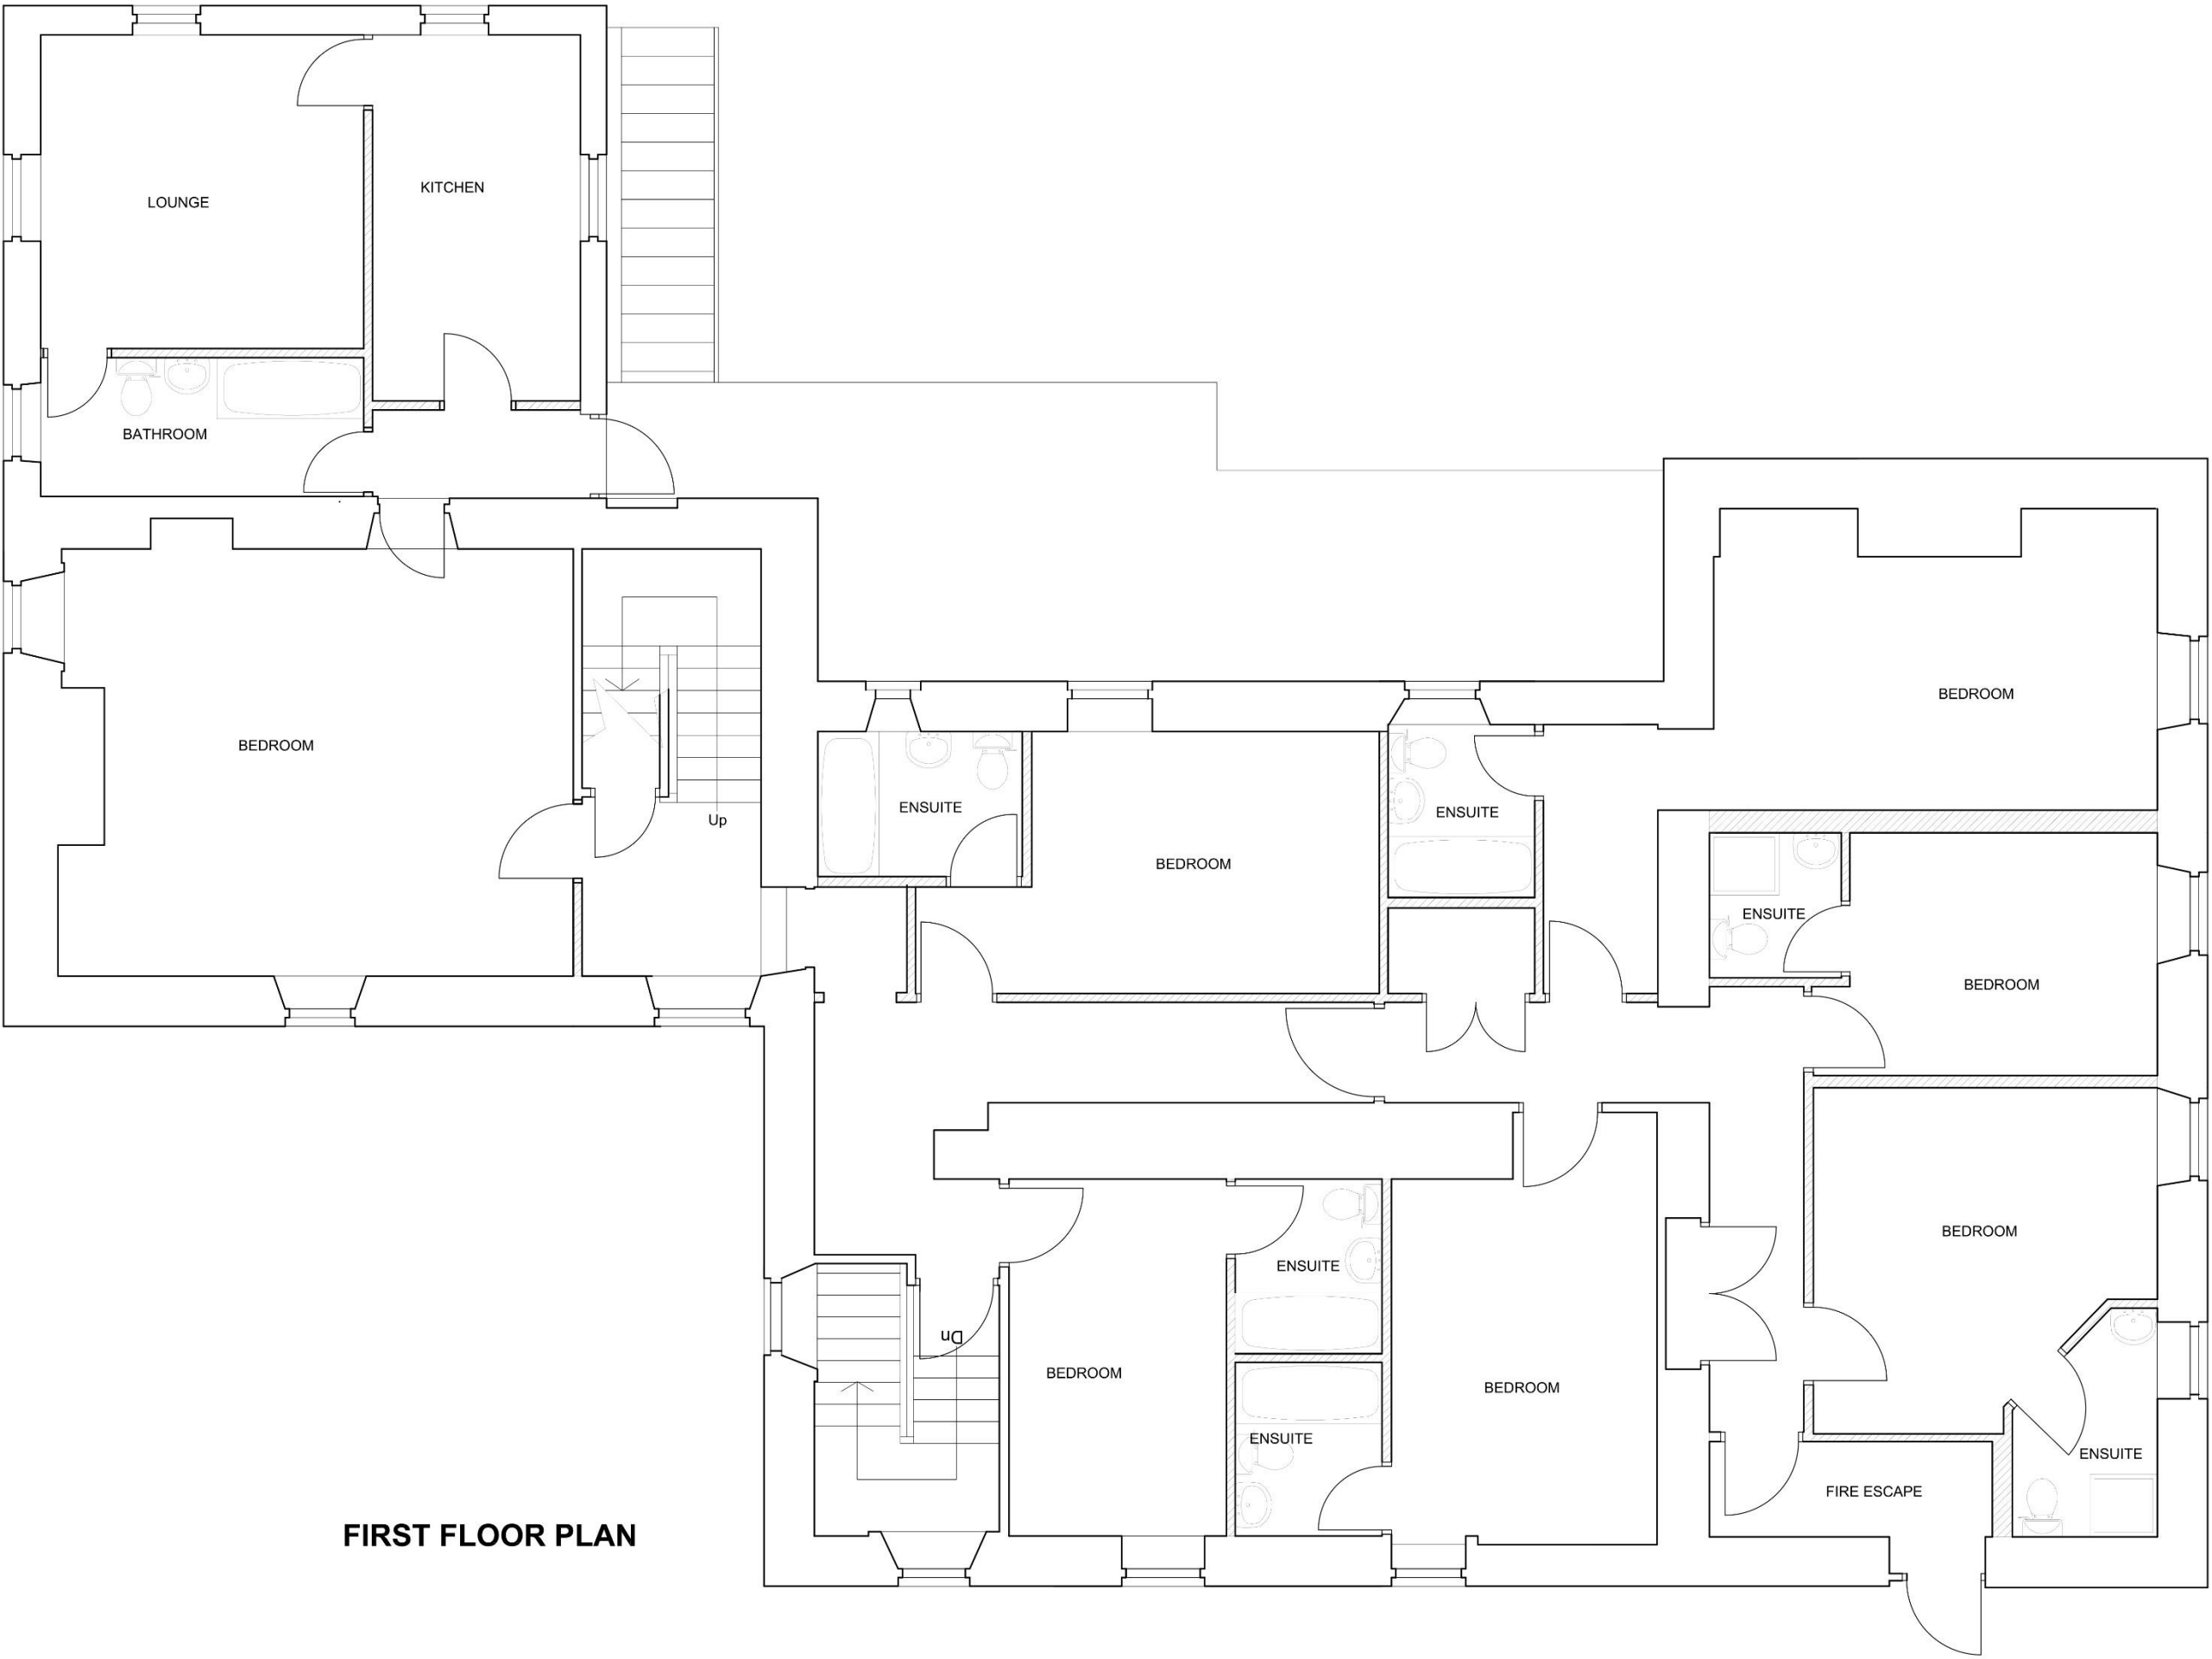 KITCHEN
LOUNGE
BATHROOM
BEDROOM
BEDROOM
Up
ENSUITE
ENSUITE
BEDROOM
ENSUITE
BEDROOM
BEDROOM
ENSUITE
Dn
BEDROOM
BEDROOM
ENSUITE
ENSUITE
FIRE ESCAPE
FIRST FLOOR PLAN